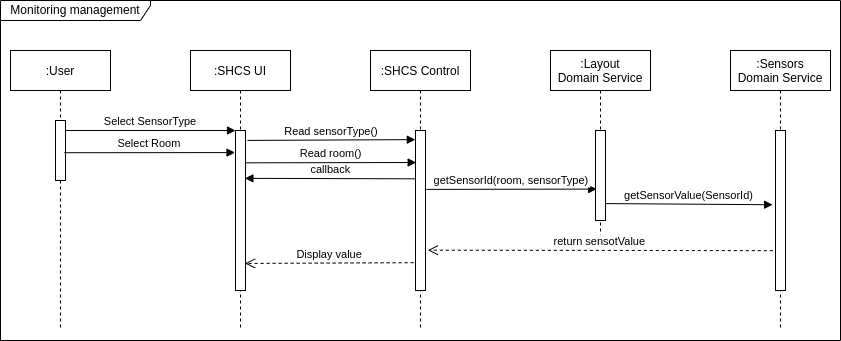 Monitoring management
:User
:SHCS UI
:SHCS Control
:Layout
Domain Service
:Sensors
Domain Service
Select SensorType
Read sensorType()
Select Room
Read room()
callback
getSensorId(room, sensorType)
getSensorValue(SensorId)
return sensotValue
Display value